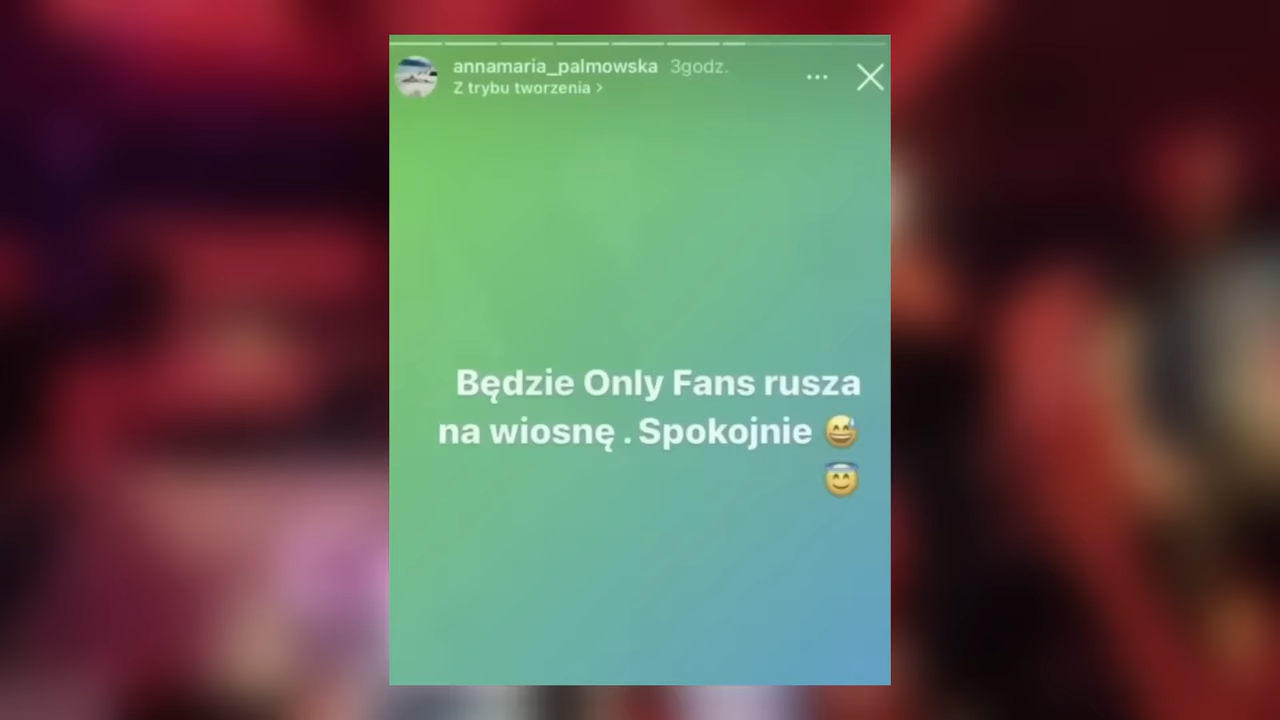 annamaria_palmowska 3godz.
Z trybu tworzenia >
Będzie Only Fans rusza
na wiosnę . Spokojnie 😅
😇